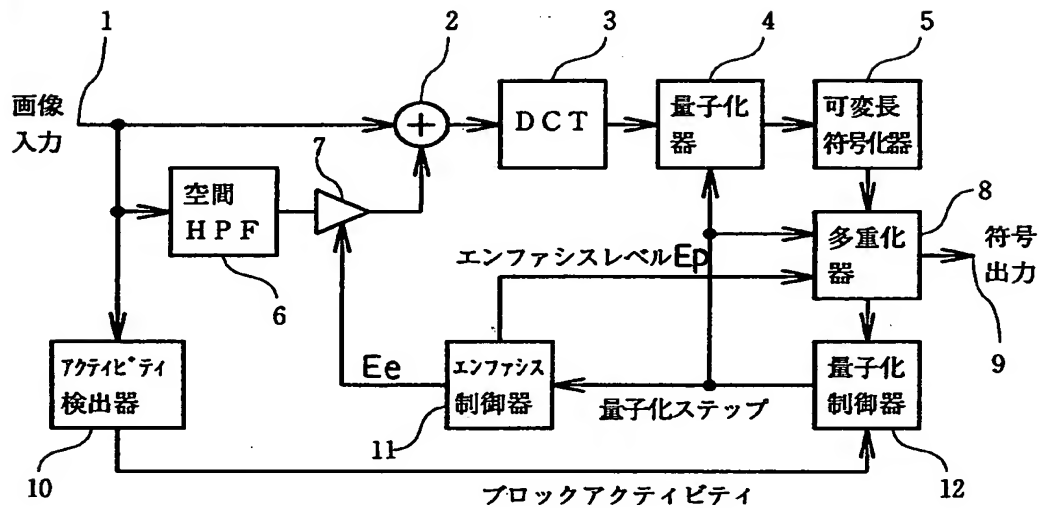 1
2
3
4
5
画像
入力
DCT
量子化
器
可変長
符号化器
7
空間
HPF
6
エンファシスレベルEp
多重化
器
8
符号
出力
9
アクティビティ
検出器
10
Ee
エンファシス
制御器
11
量子化ステップ
量子化
制御器
12
ブロックアクティビティ